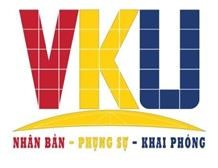 VKU
NHÂN BẢN - PHỤNG SỰ - KHAI PHÓNG